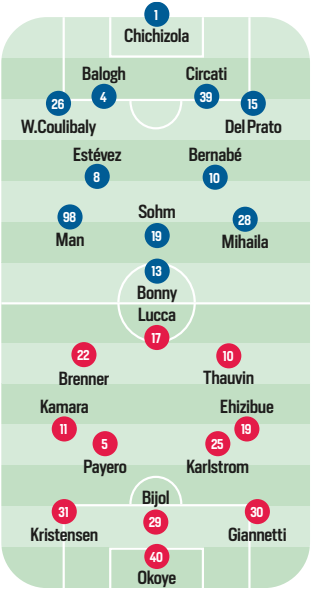 1
Chichizola
Balogh
Circati
26
4
39
15
W.Coulibaly
Del Prato
Estévez
Bernabé
8
10
98
Sohm
28
Man
19
Mihaila
13
Bonny
Lucca
17
22
10
Brenner
Thauvin
Kamara
Ehizibue
11
19
5
25
Payero
Karlstrom
Bijol
31
29
30
Kristensen
Giannetti
40
Okoye